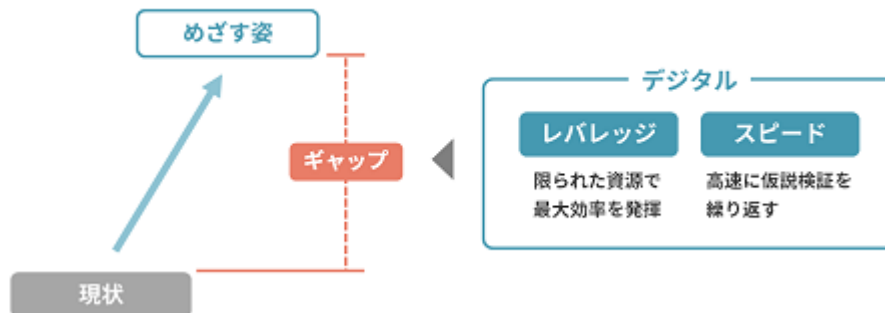 めざす姿
デジタル
レバレッジ
スピード
ギャップ
限られた資源で
最大効率を発揮
高速に仮説検証を
繰り返す
現状